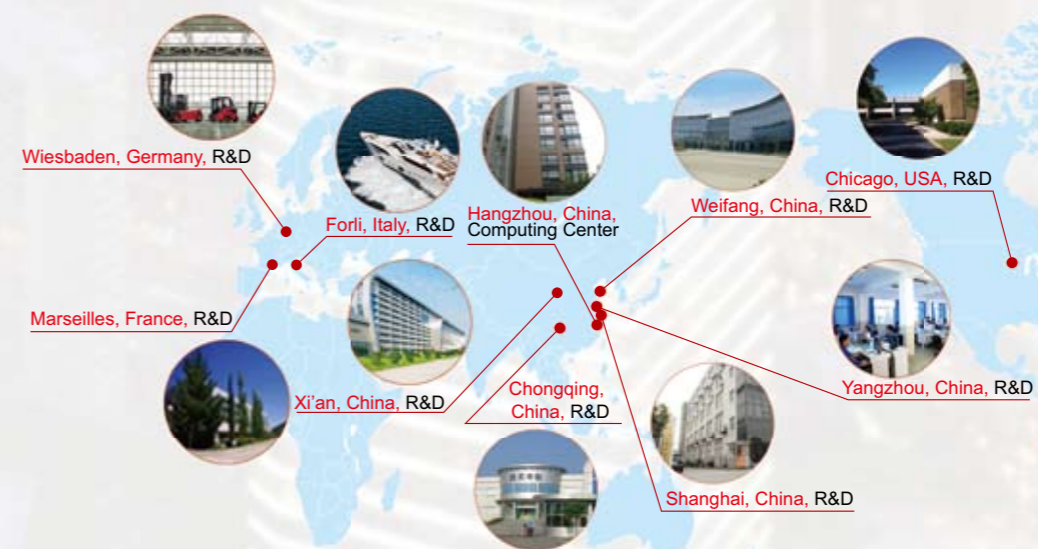 Wiesbaden, Germany, R&D
Forli, Italy, R&D
Hangzhou, China,
Computing Center
Weifang, China, R&D
Chicago, USA, R&D
Marseilles, France, R&D
Xi'an, China, R&D
Chongqing,
China, R&D
Yangzhou, China, R&D
Shanghai, China, R&D